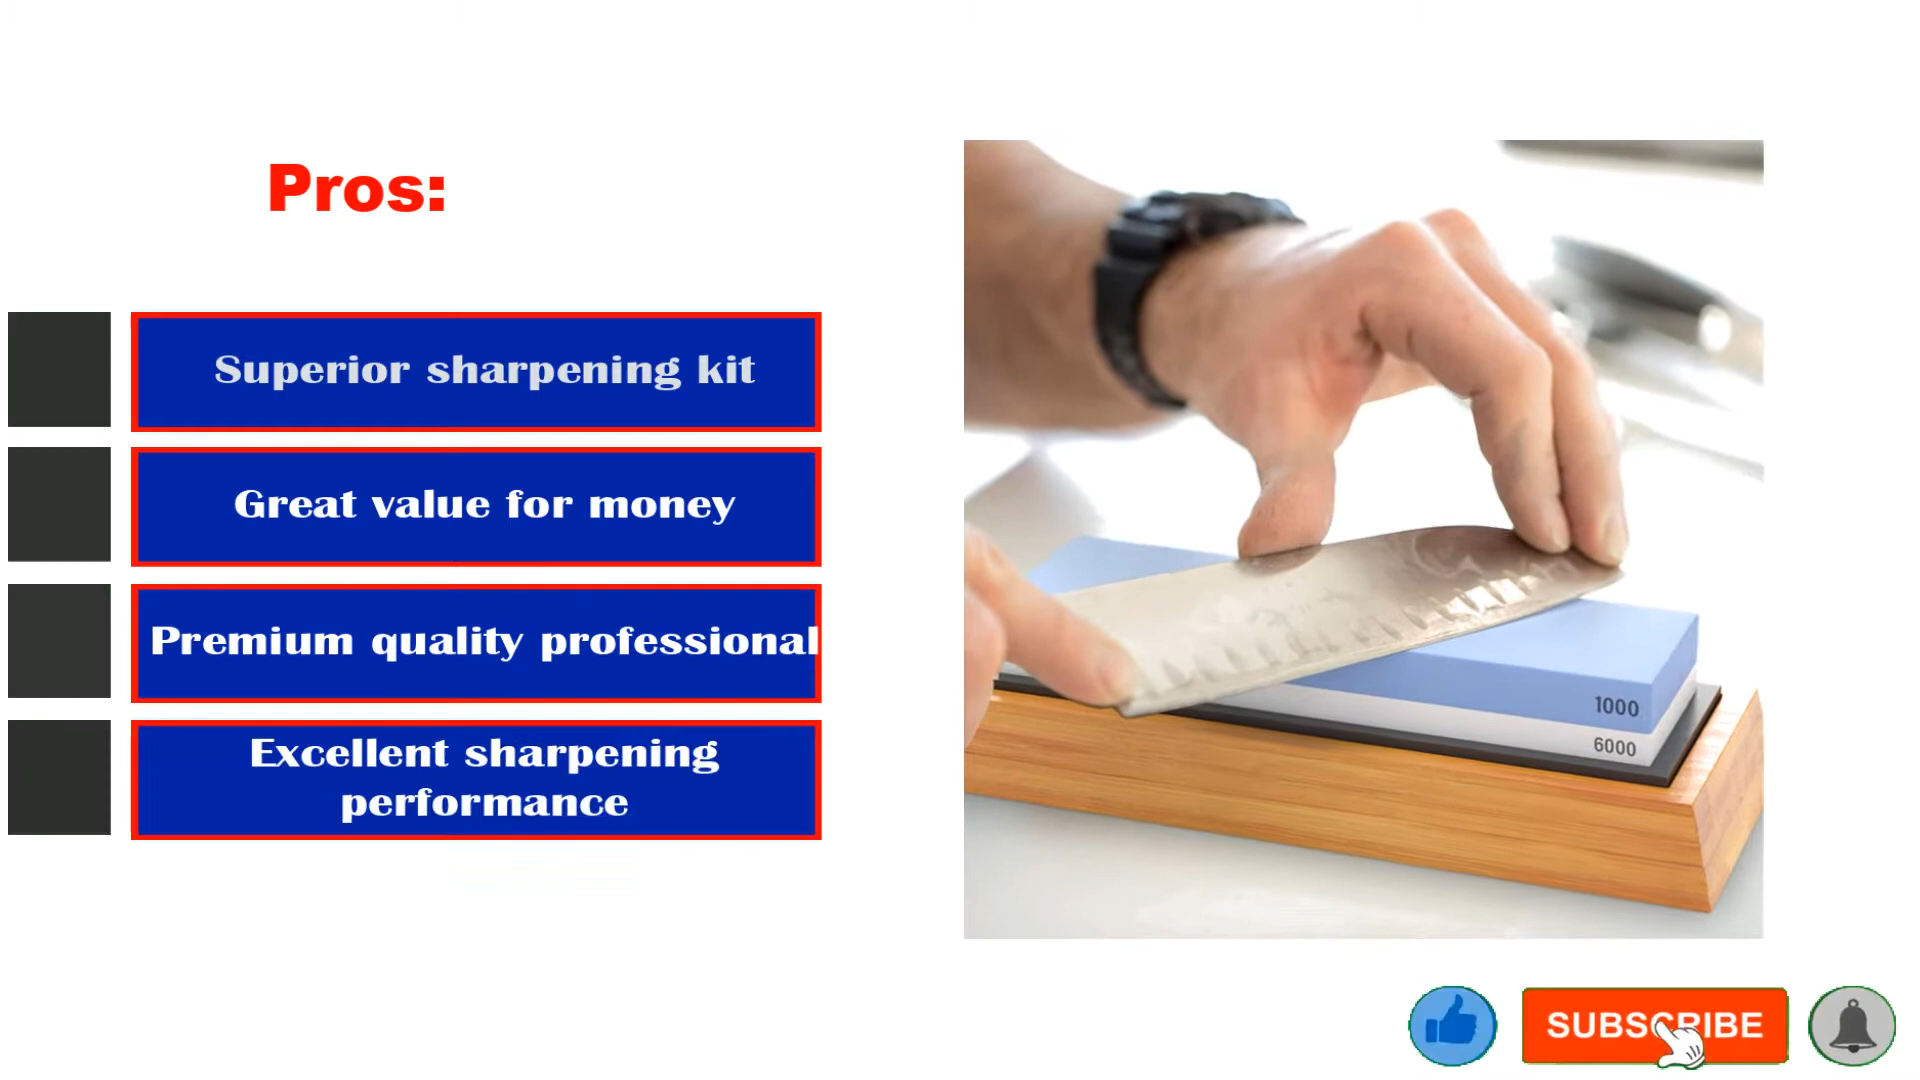 Pros:
Superior sharpening kit
Great value for money
Premium quality professional
Excellent sharpening
performance
1000
6000
SUBSCRIBE